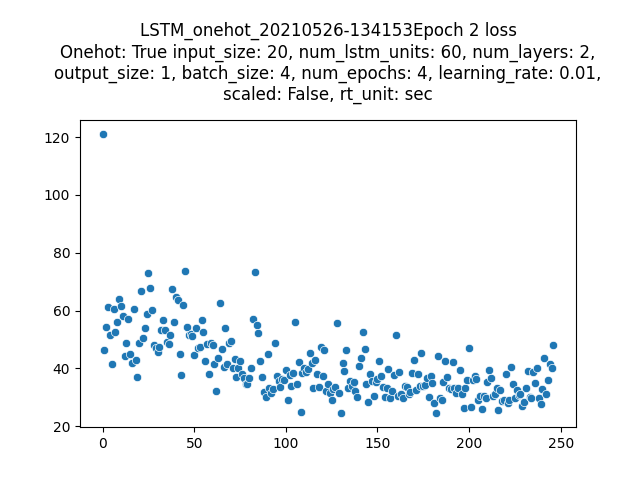 LSTM_onehot_20210526-134153Epoch 2 loss
Onehot: True input_size: 20, num_lstm_units: 60, num_layers: 2,
output_size: 1, batch_size: 4, num_epochs: 4, learning_rate: 0.01,
scaled: False, rt_unit: sec
120
100
80
60
40
20
0 50 100 150 200 250